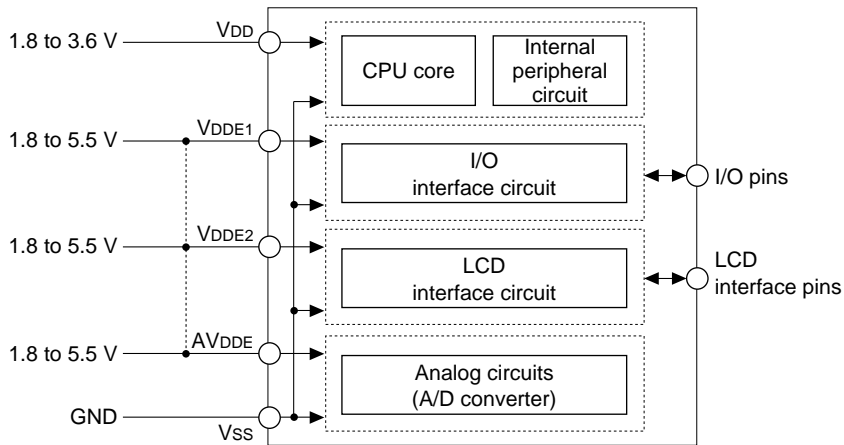 1.8 to 3.6 V
VDD
CPU core
Internal
peripheral
circuit
1.8 to 5.5 V
VDDE1
I/O
interface circuit
I/O pins
1.8 to 5.5 V
VDDE2
LCD
interface circuit
LCD
interface pins
1.8 to 5.5 V
AVDDE
Analog circuits
(A/D converter)
GND
VSS